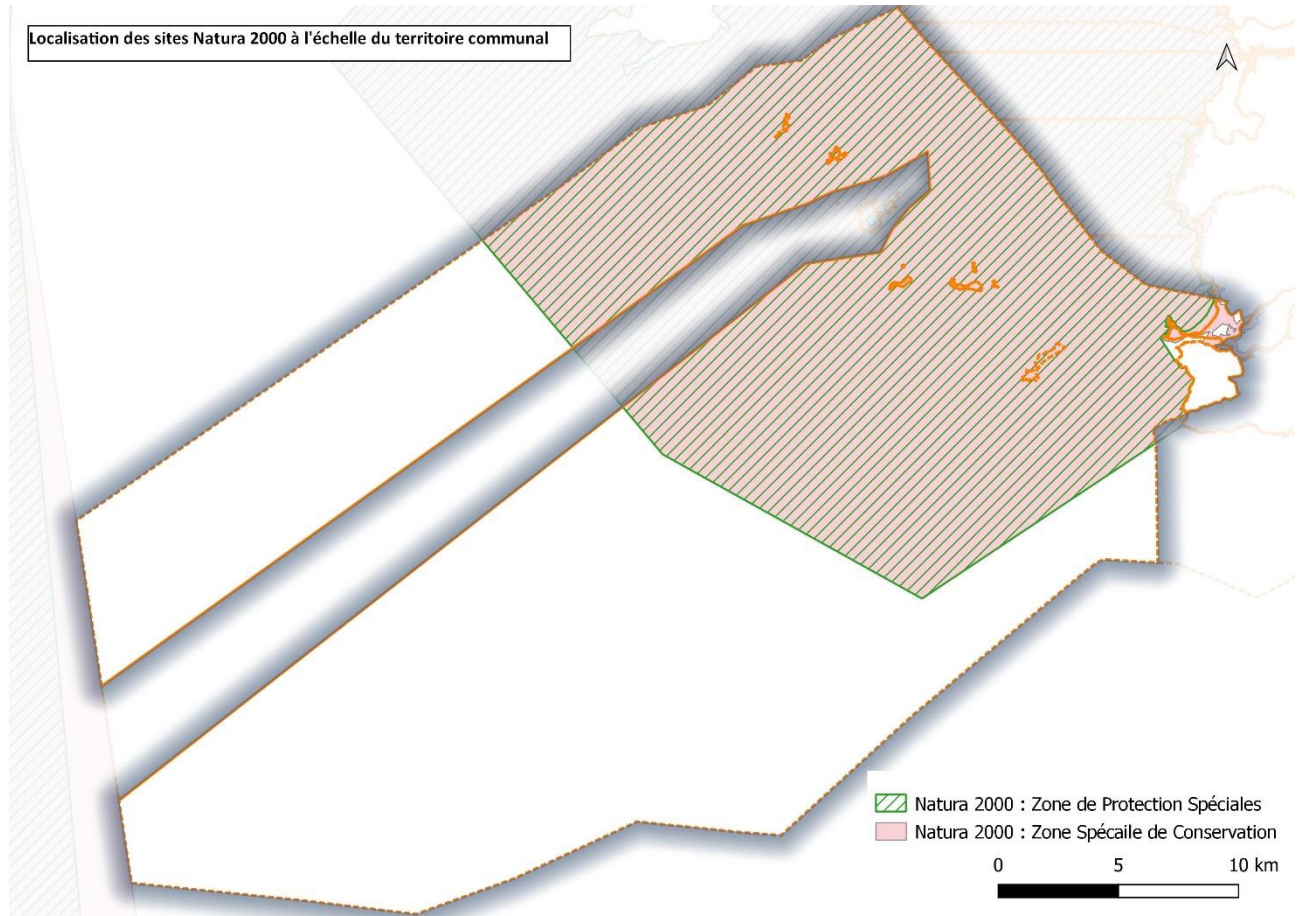 Localisation des sites Natura 2000 à l'échelle du territoire communal
Natura 2000 : Zone de Protection Spéciales
Natura 2000 : Zone Spécaile de Conservation
0 5 10 km